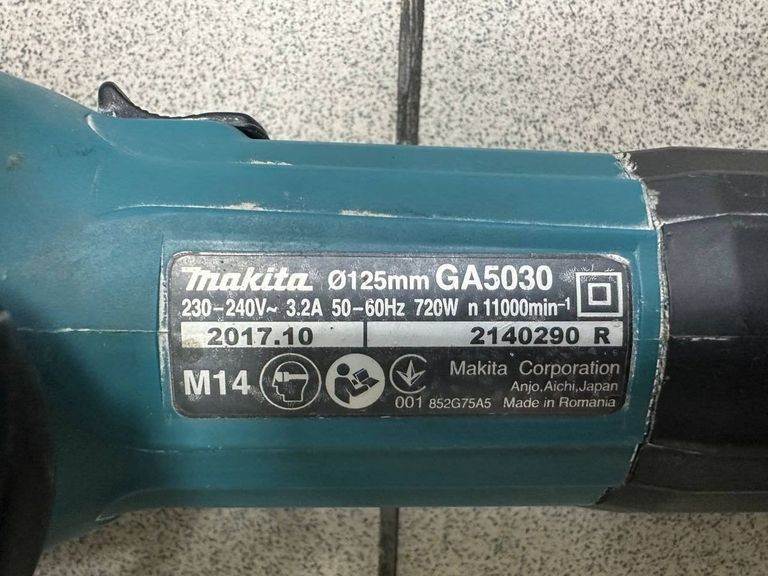 makita Ø125mm GA5030
230-240V~ 3.2A 50-60Hz 720W n 11000min⁻¹
2017.10 2140290 R
M14 Makita Corporation
Anjo,Aichi,Japan
001 852G75A5 Made in Romania